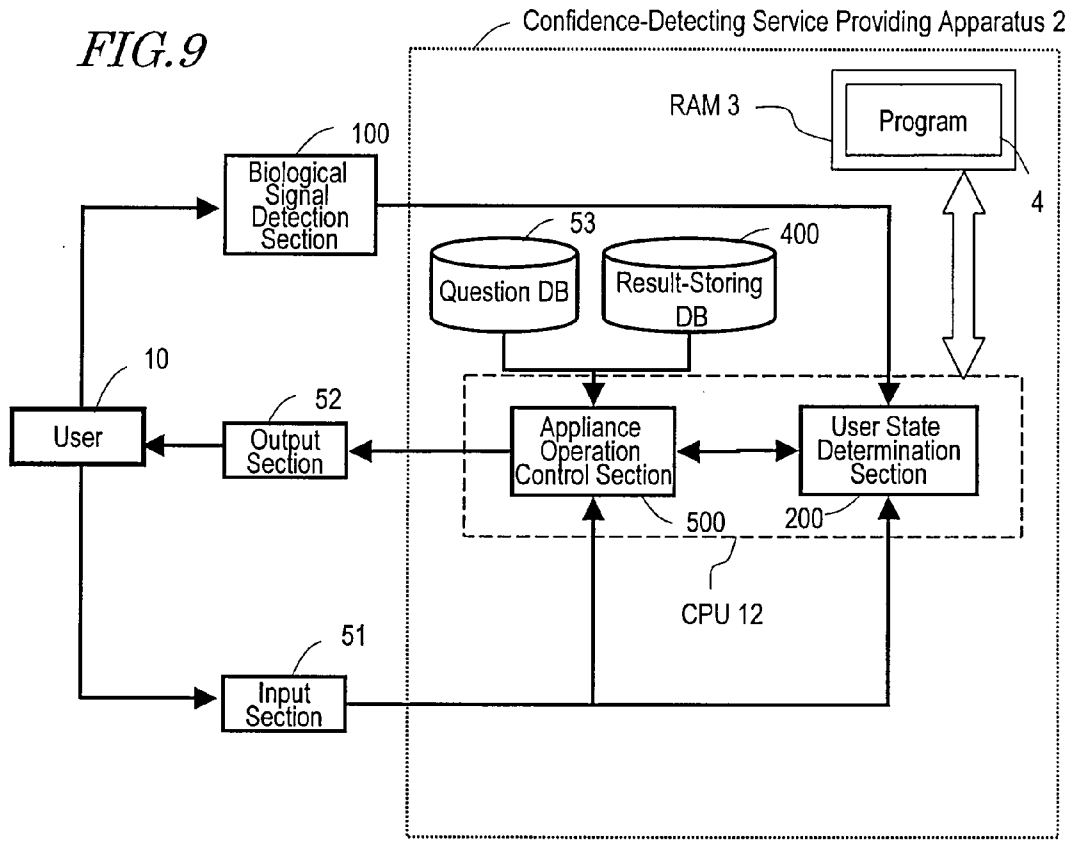 Confidence-Detecting Service Providing Apparatus 2
FIG.9
RAM 3
Program
4
100
Biological
Signal
Detection
Section
53
Question DB
400
Result-Storing
DB
10
User
52
Output
Section
Appliance
Operation
Control Section
500
User State
Determination
Section
200
CPU 12
51
Input
Section